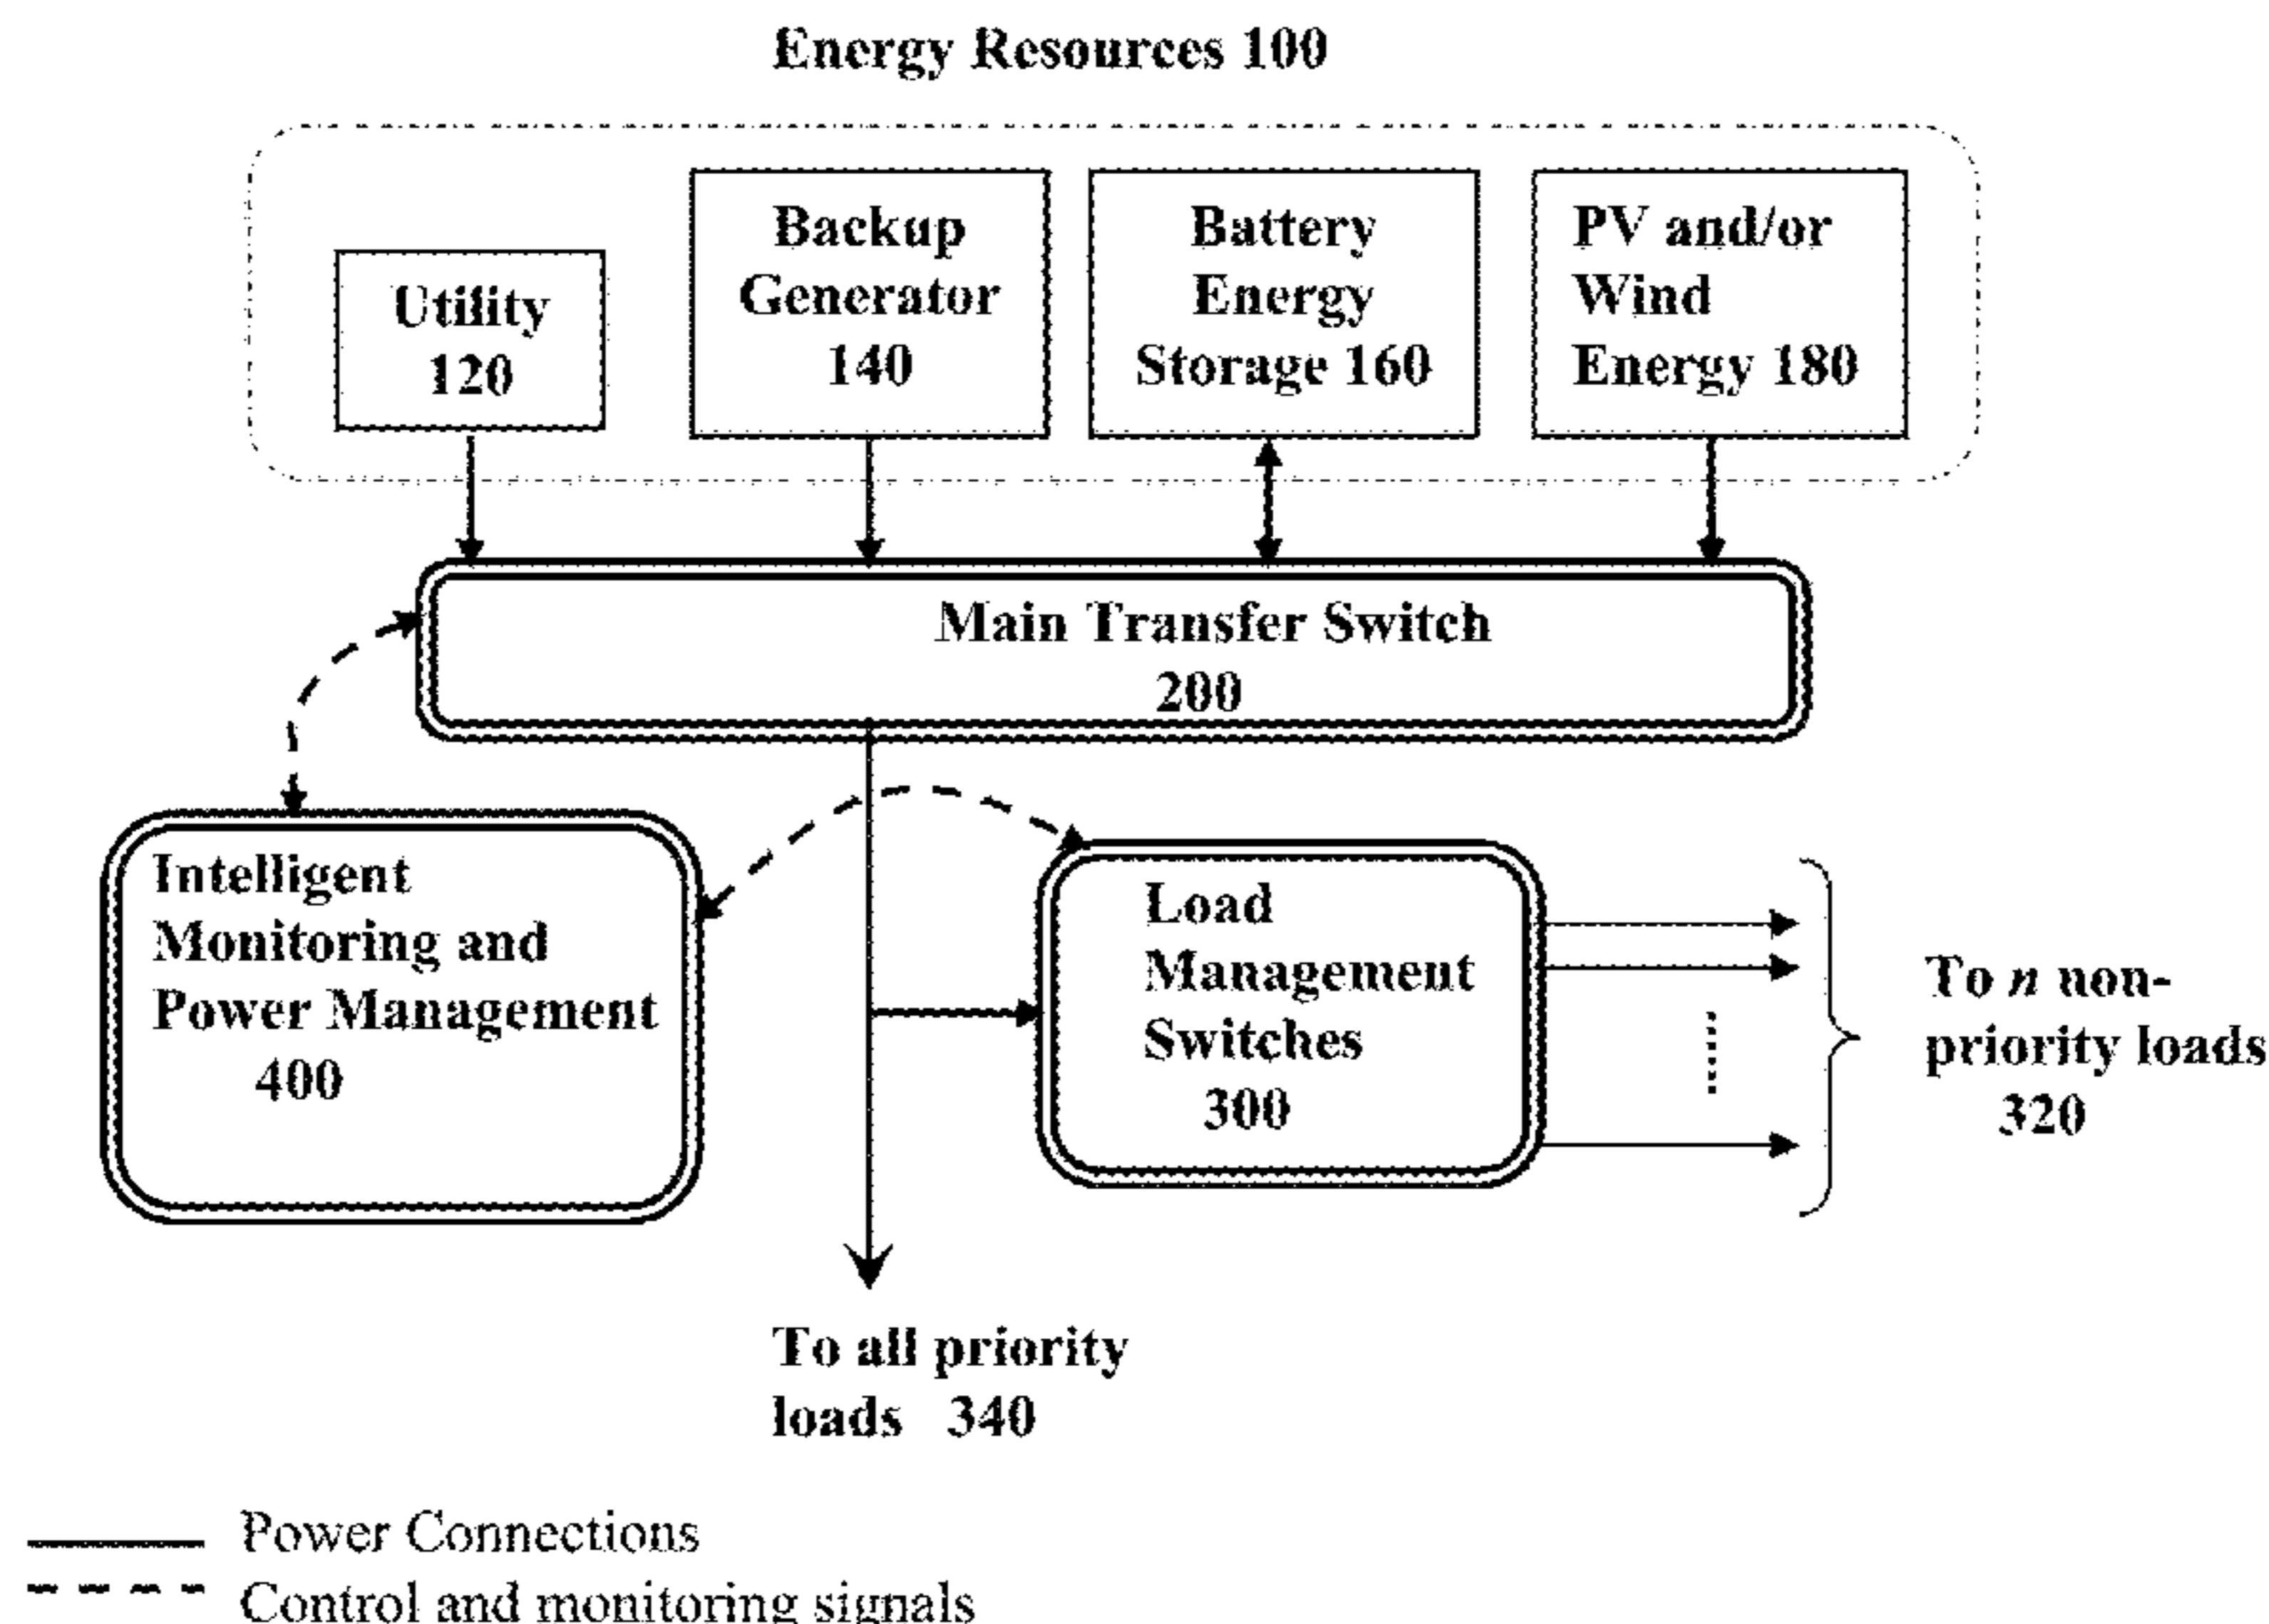 Energy Resources 100
Utility
120
Backup
Generator
140
Battery
Energy
Storage 160
PV and/or
Wind
Energy 180
Main Transfer Switch
200
Intelligent
Monitoring and
Power Management
400
Load
Management
Switches
300
To n non-
priority loads
320
To all priority
loads 340
Power Connections
Control and monitoring signals